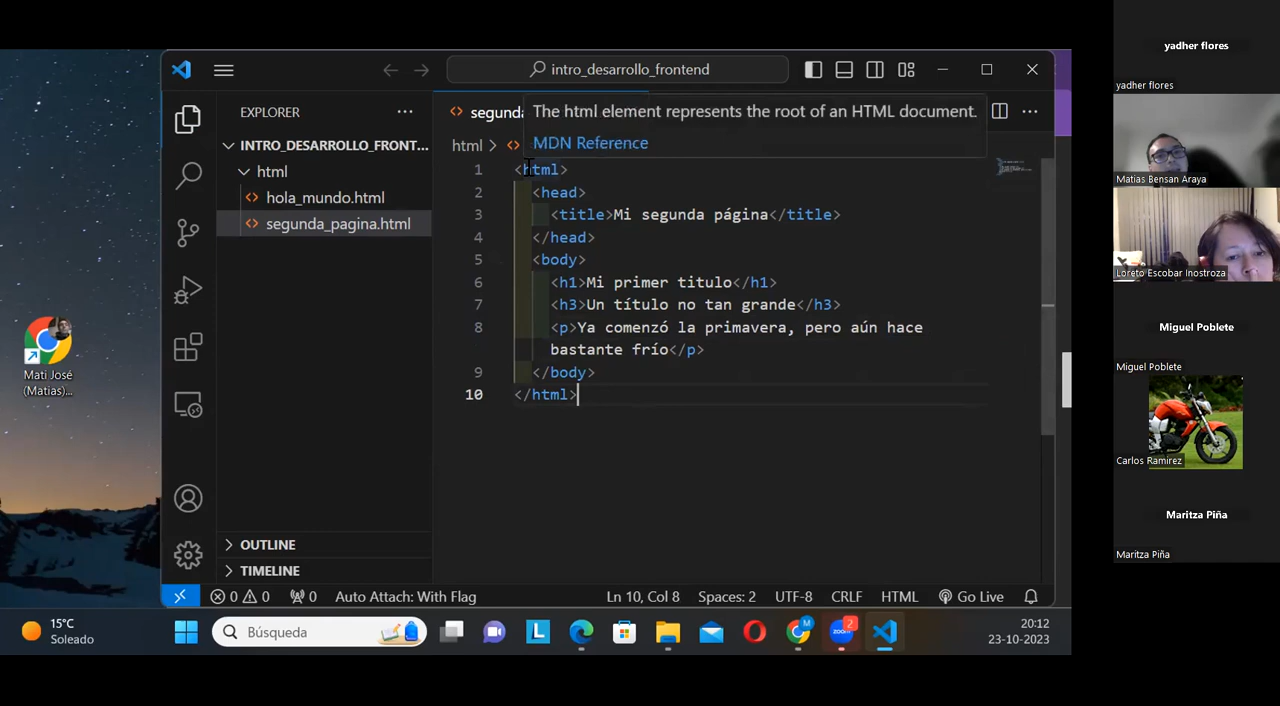 intro_desarrollo_frontend
EXPLORER
INTRO_DESARROLLO_FRONT...
html
hola_mundo.html
segunda_pagina.html
OUTLINE
TIMELINE
segunda
The html element represents the root of an HTML document.
MDN Reference
html
1 <html>
2 <head>
3 <title>Mi segunda página</title>
4 </head>
5 <body>
6 <h1>Mi primer titulo</h1>
7 <h3>Un título no tan grande</h3>
8 <p>Ya comenzó la primavera, pero aún hace
bastante frío</p>
9 </body>
10 </html>
0 0 0 Auto Attach: With Flag Ln 10, Col 8 Spaces: 2 UTF-8 CRLF HTML Go Live
Mati José
(Matias)...
15°C
Soleado
Búsqueda
L
M
2
zoom
20:12
23-10-2023
yadher flores
yadher flores
Matias Bensan Araya
Loreto Escobar Inostroza
Miguel Poblete
Miguel Poblete
Carlos Ramirez
Maritza Piña
Maritza Piña